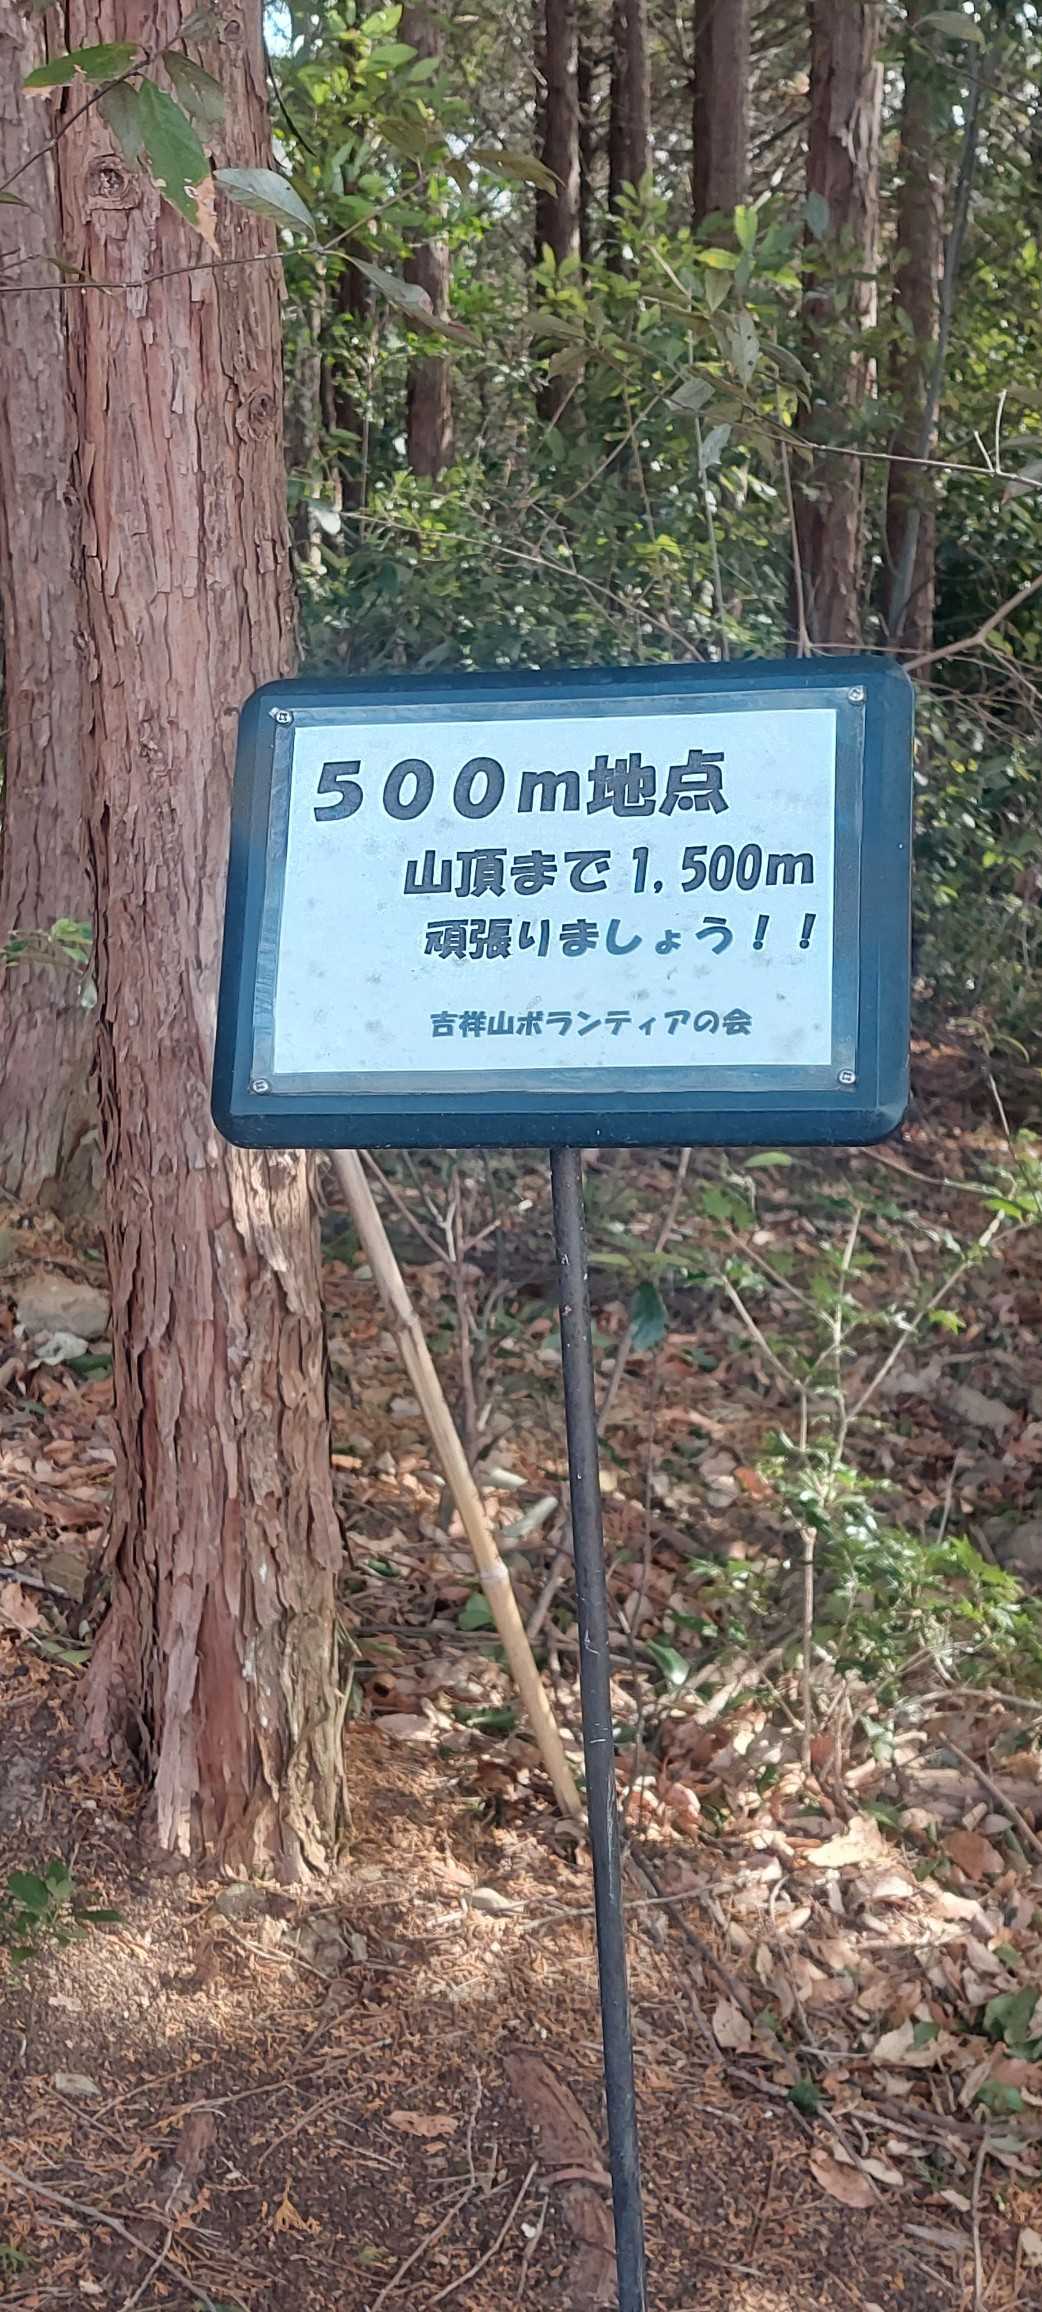 ５００ｍ地点
山頂まで1,500m
頑張りましょう！！
吉祥山ボランティアの会